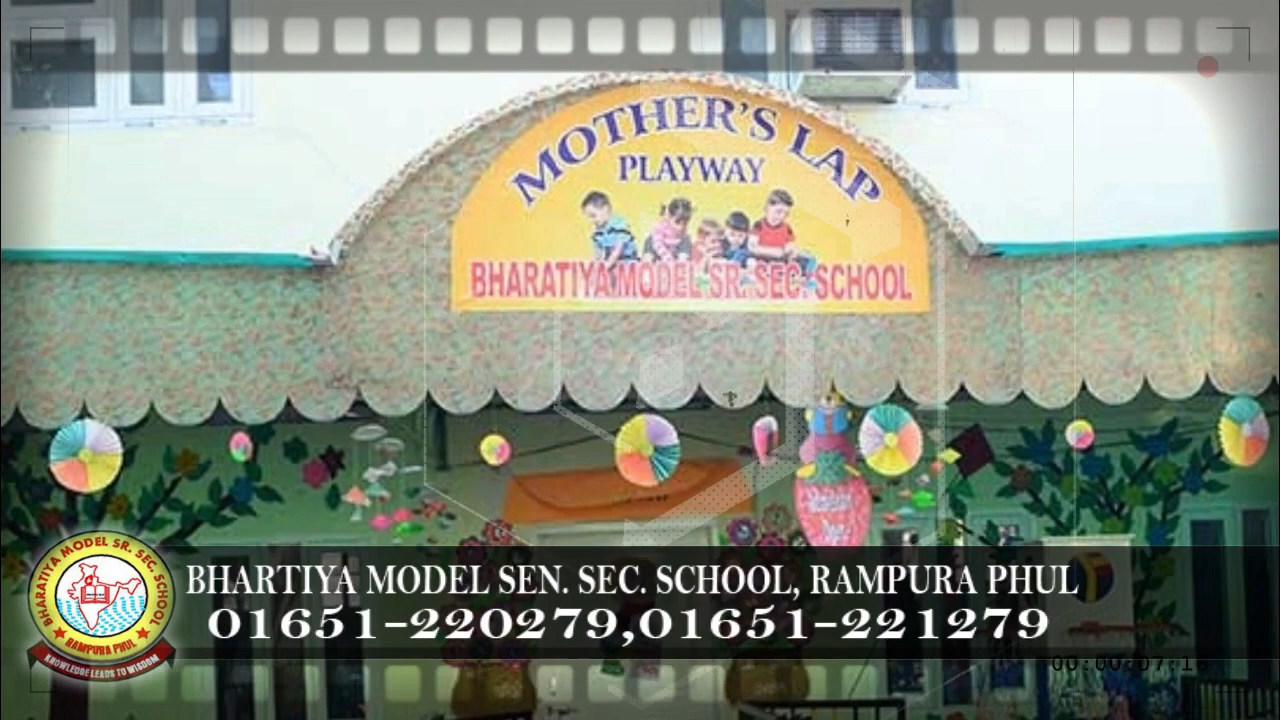 MOTHER'S LAP
PLAYWAY
BHARATIYA MODEL SR. SEC. SCHOOL
BHARATIYA MODEL SR. SEC. SCHOOL
RAMPURA PHUL
KNOWLEDGE LEADS TO WISDOM
BHARTIYA MODEL SEN. SEC. SCHOOL, RAMPURA PHUL
01651-220279,01651-221279